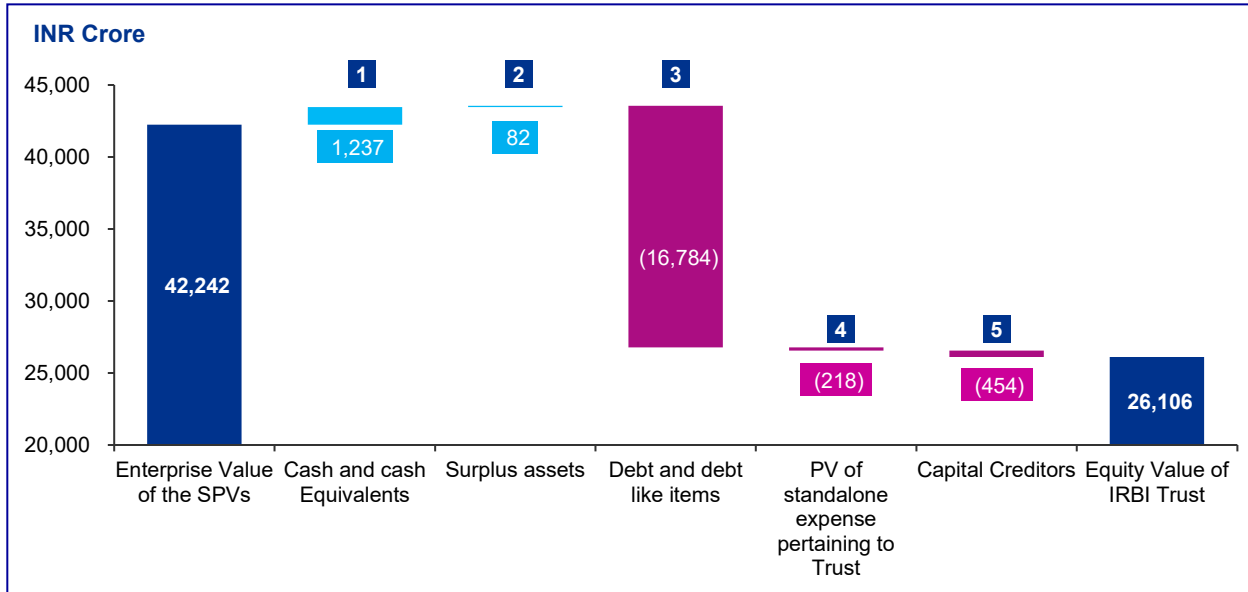 INR Crore
1
2
3
45,000
40,000
35,000
30,000
25,000
20,000
1,237
82
(16,784)
42,242
4
5
(218)
(454)
26,106
Enterprise Value
of the SPVs
Cash and cash
Equivalents
Surplus assets
Debt and debt
like items
PV of
standalone
expense
pertaining to
Trust
Capital Creditors
Equity Value of
IRBI Trust